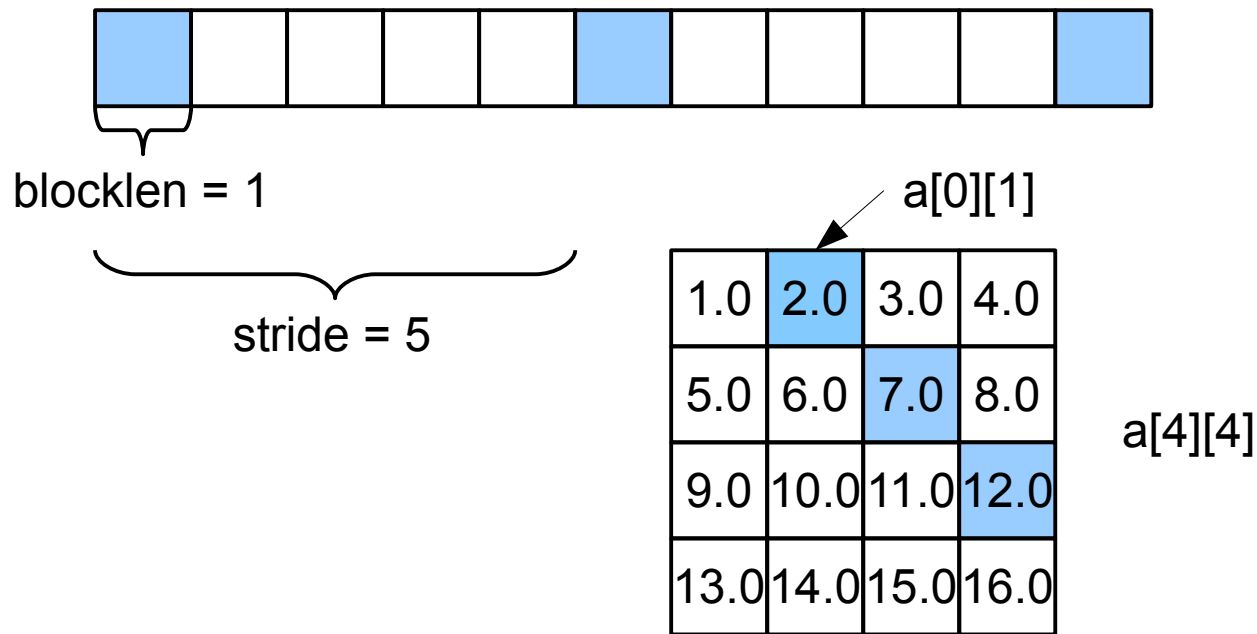 blocklen = 1
a[0][1]
stride = 5
1.0 2.0 3.0 4.0
5.0 6.0 7.0 8.0
a[4][4]
9.0 10.0 11.0 12.0
13.0 14.0 15.0 16.0